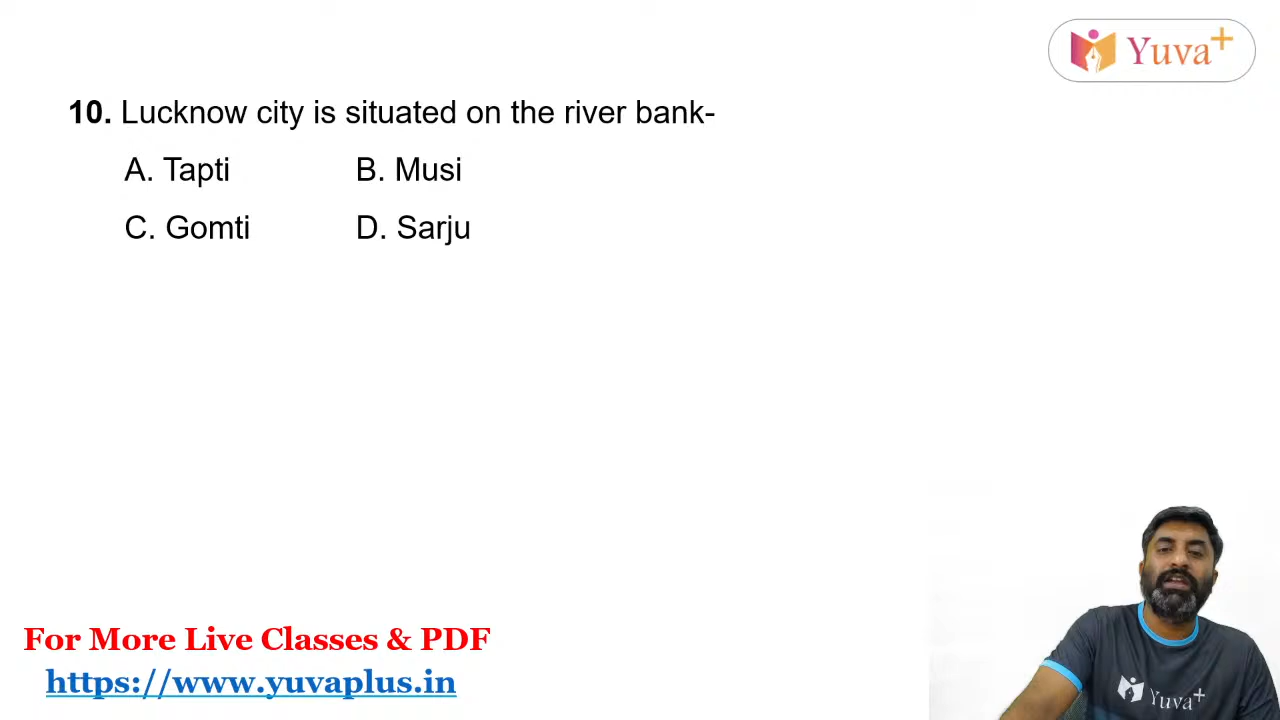 Yuva+
10. Lucknow city is situated on the river bank-
A. Tapti B. Musi
C. Gomti D. Sarju
For More Live Classes & PDF
https://www.yuvaplus.in
Yuva+